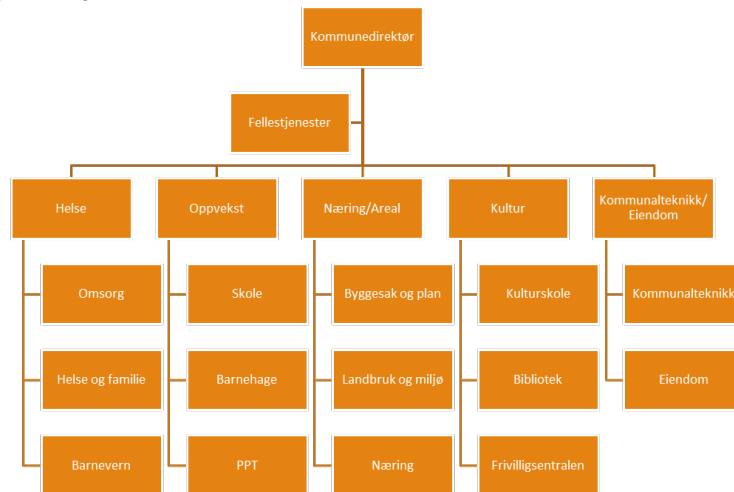 Kommunedirektør
Fellestjenester
Helse
Oppvekst
Næring/Areal
Kultur
Kommunalteknikk/
Eiendom
Omsorg
Skole
Byggesak og plan
Kulturskole
Kommunalteknikk
Helse og familie
Barnehage
Landbruk og miljø
Bibliotek
Eiendom
Barnevern
PPT
Næring
Frivilligsentralen